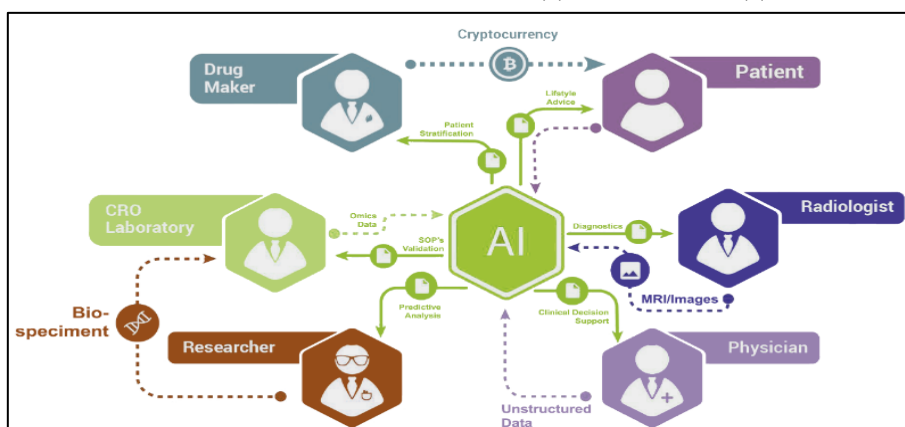 Cryptocurrency
Drug
Maker
Patient
Lifestyle
Advice
Patient
Stratification
CRO
Laboratory
Omics
Data
SOP's
Validation
AI
Diagnostics
Radiologist
MRI/Images
Bio-
speciment
Predictive
Analysis
Clinical Decision
Support
Researcher
Physician
Unstructured
Data